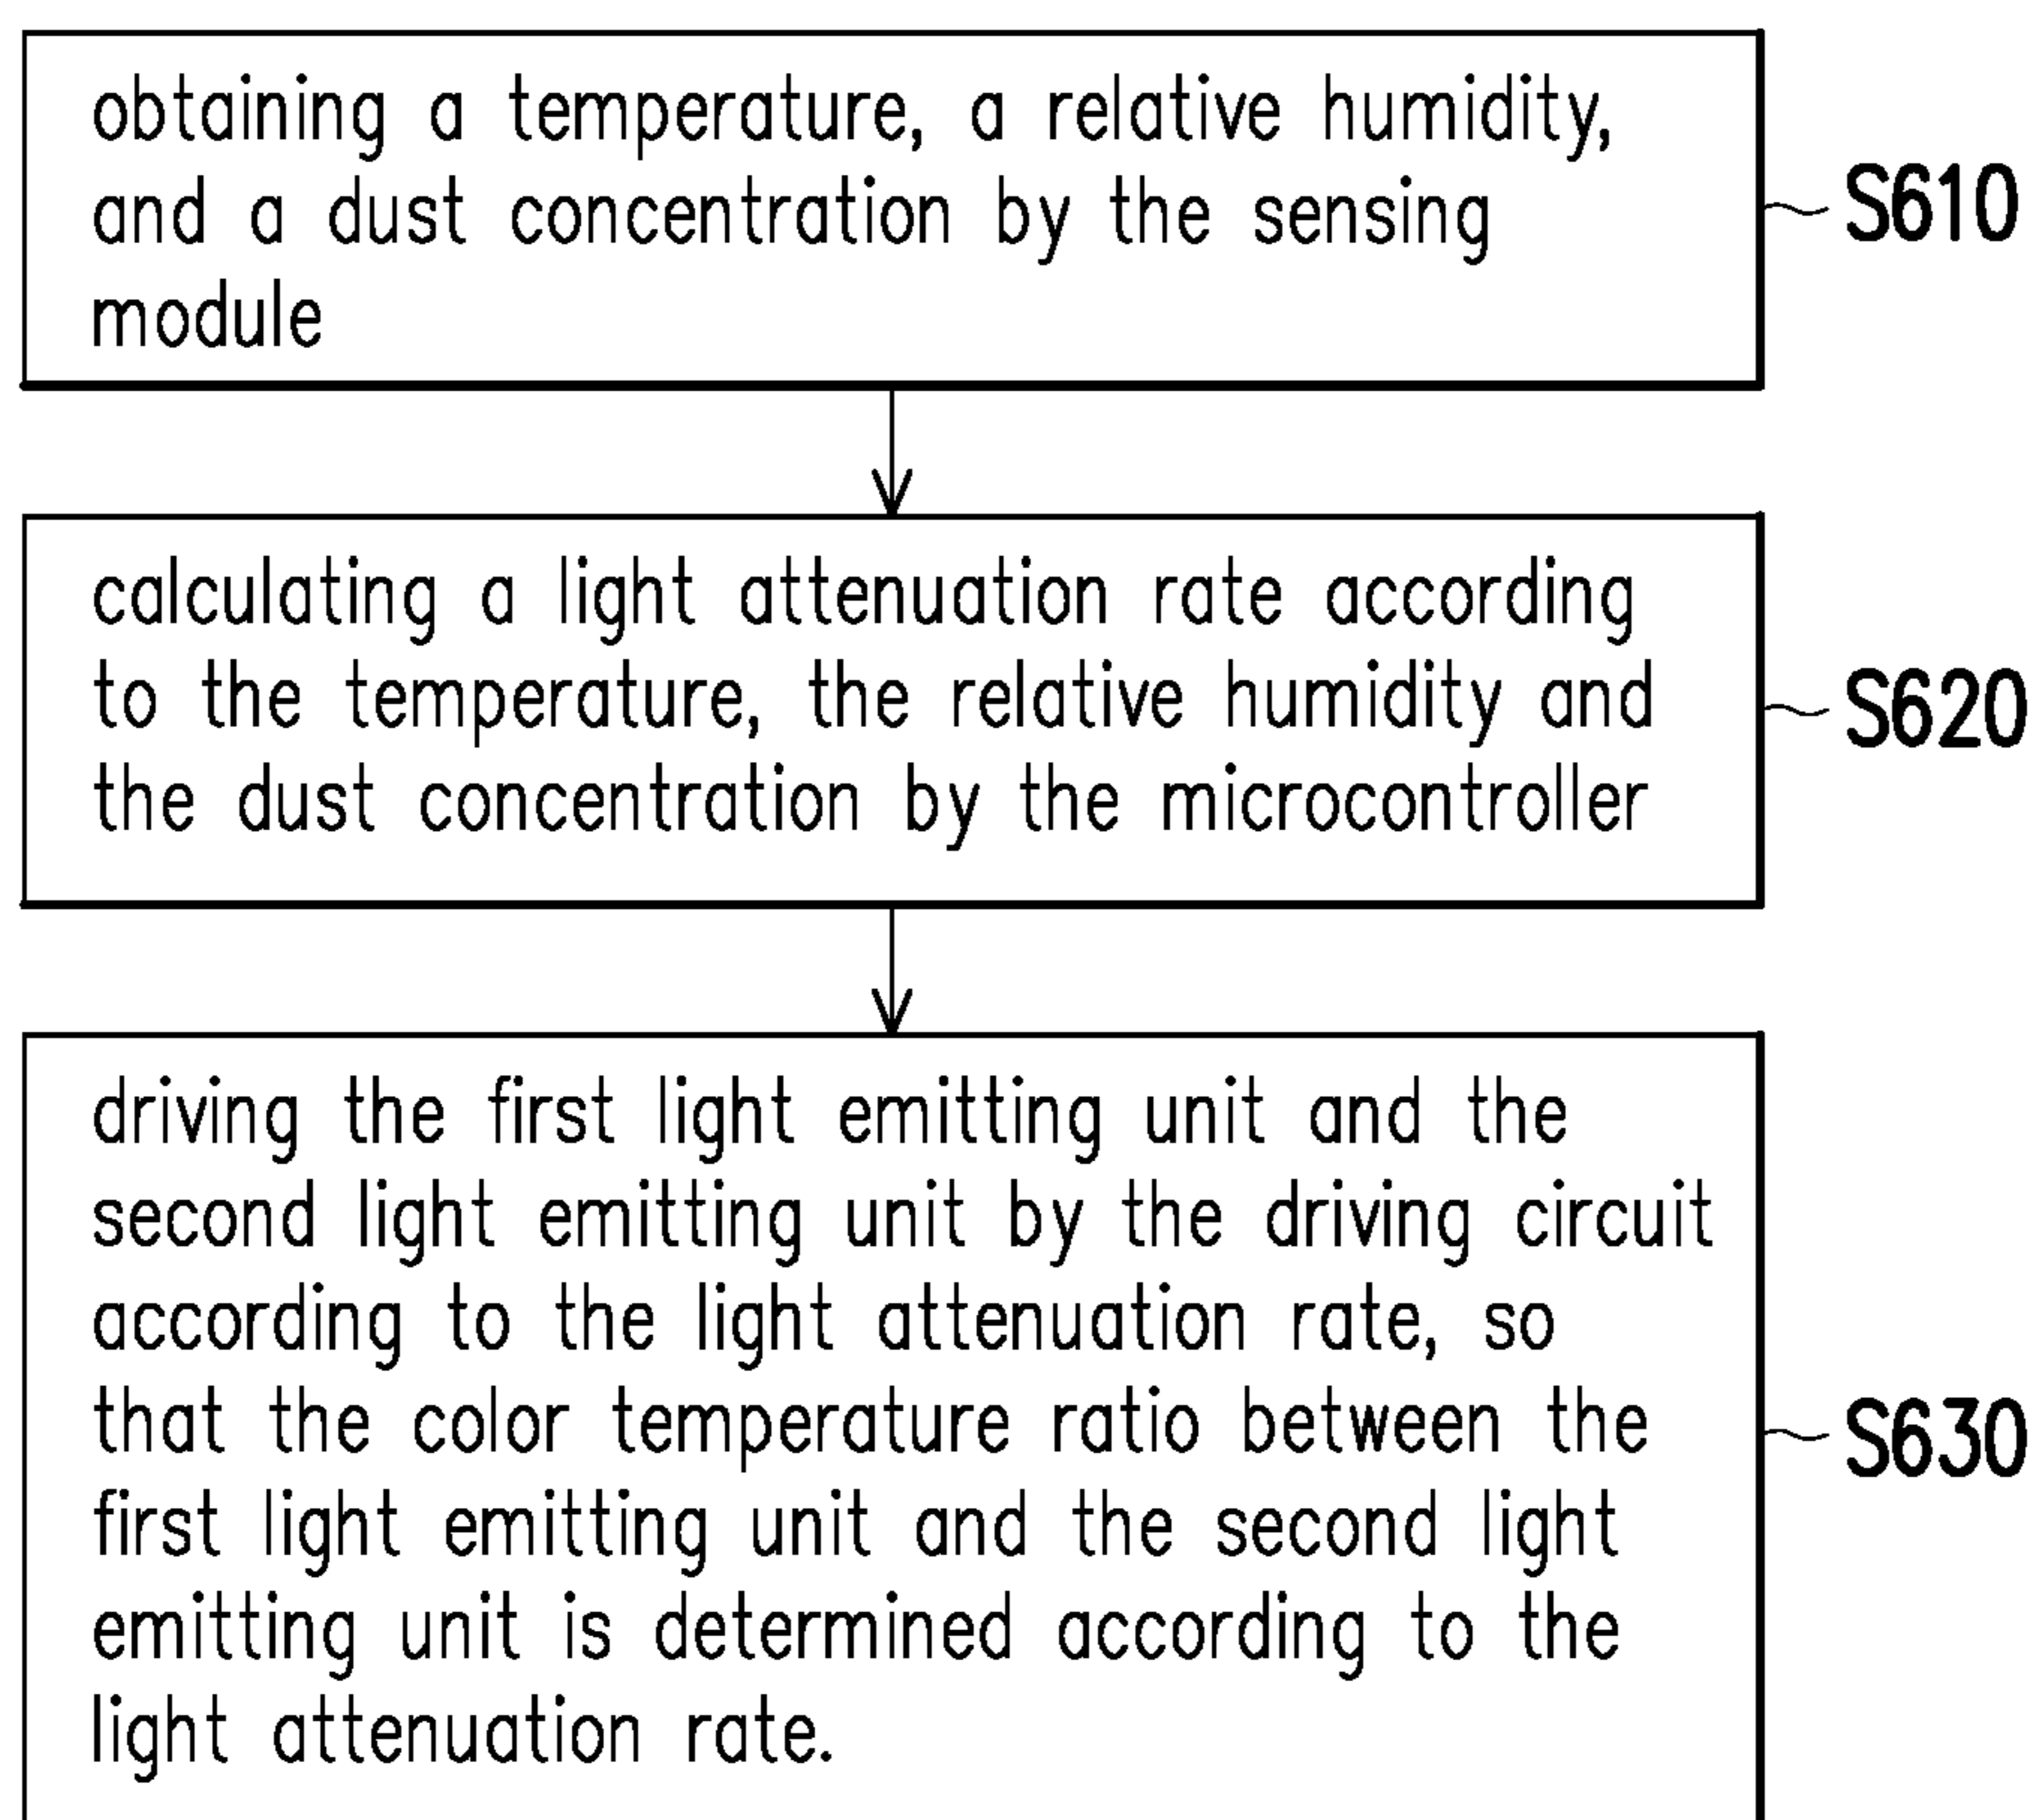 obtaining a temperature, a relative humidity,
and a dust concentration by the sensing
module
S610
calculating a light attenuation rate according
to the temperature, the relative humidity and
the dust concentration by the microcontroller
S620
driving the first light emitting unit and the
second light emitting unit by the driving circuit
according to the light attenuation rate, so
that the color temperature ratio between the
first light emitting unit and the second light
emitting unit is determined according to the
light attenuation rate.
S630